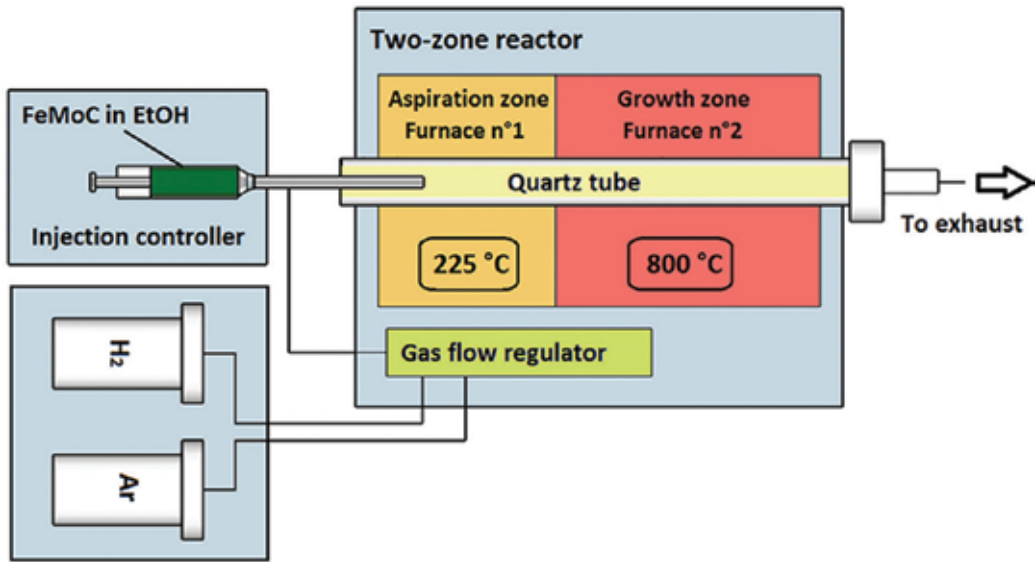 Two-zone reactor
Aspiration zone
Furnace n°1
Growth zone
Furnace n°2
FeMoC in EtOH
Quartz tube
Injection controller
To exhaust
225 °C
800 °C
Gas flow regulator
H₂
Ar